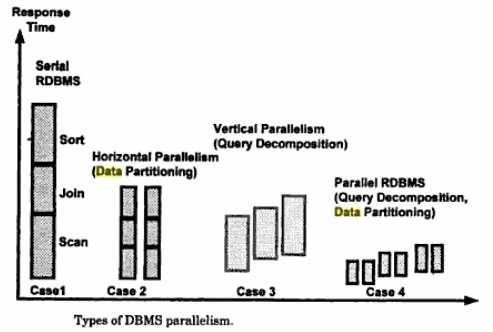 Response
Time
Serial
RDBMS
Sort
Join
Scan
Case1
Horizontal Parallelism
(Data Partitioning)
Case 2
Vertical Parallelism
(Query Decomposition)
Case 3
Parallel RDBMS
(Query Decomposition,
Data Partitioning)
Case 4
Types of DBMS parallelism.